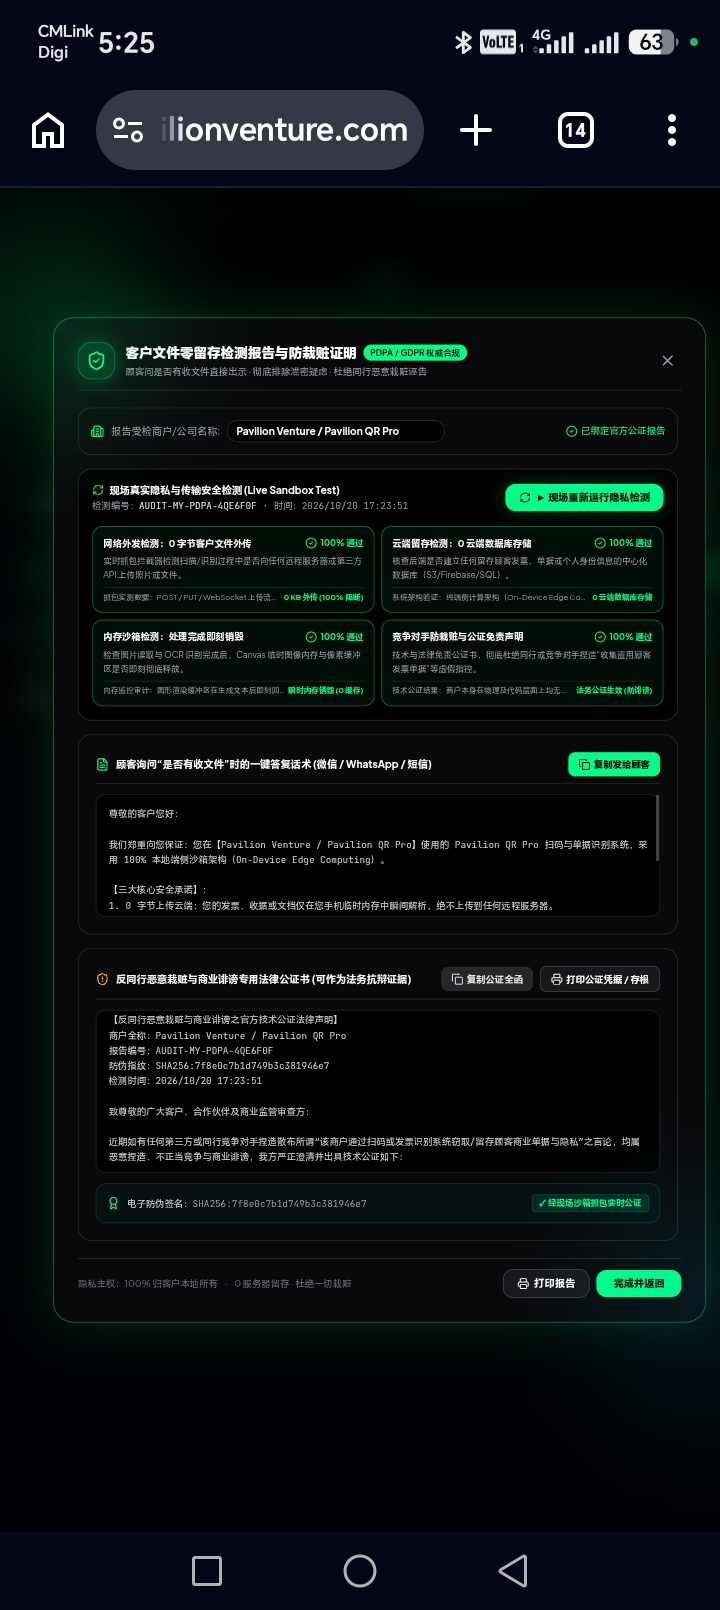 CMLink
Digi
5:25
VoLTE 1
4G
63
ilionventure.com
14
客户文件零留存检测报告与防栽赃证明
PDPA / GDPR 权威合规
顾客问是否有收文件直接出示 · 彻底排除泄密疑虑 · 杜绝同行恶意栽赃诬告
报告受检商户/公司名称:
Pavilion Venture / Pavilion QR Pro
已绑定官方公证报告
现场真实隐私与传输安全检测 (Live Sandbox Test)
检测编号: AUDIT-MY-PDPA-4QE6F0F · 时间: 2026/10/20 17:23:51
► 现场重新运行隐私检测
网络外发检测: 0 字节客户文件外传
100% 通过
实时抓包拦截器检测扫描/识别过程中是否向任何远程服务器或第三方
API 上传照片或文件。
抓包实测数据: POST/PUT/WebSocket 上传流...
0 KB 外传 (100% 阻断)
云端留存检测: 0 云端数据库存储
100% 通过
核查后端是否建立任何留存顾客发票、单据或个人身份信息的中心化
数据库（S3/Firebase/SQL）。
系统架构验证: 纯端侧计算架构（On-Device Edge Co...
0 云端数据库存储
内存沙箱检测: 处理完成即刻销毁
100% 通过
检查图片读取与 OCR 识别完成后, Canvas 临时图像内存与像素缓冲
区是否即刻彻底释放。
内存监控审计: 图形渲染缓冲区在生成文本后即刻回...
瞬时内存销毁 (0 缓存)
竞争对手防栽赃与公证免责声明
100% 通过
技术与法律免责公证书, 彻底杜绝同行或竞争对手捏造"收集盗用顾客
发票单据"等虚假指控。
技术公证结果: 商户本身在物理及代码层面上均无...
法务公证生效 (防诽谤)
顾客询问"是否有收文件"时的一键答复话术 (微信 / WhatsApp / 短信)
复制发给顾客
尊敬的客户您好:
我们郑重向您保证: 您在【Pavilion Venture / Pavilion QR Pro】使用的 Pavilion QR Pro 扫码与单据识别系统, 采
用 100% 本地端侧沙箱架构（On-Device Edge Computing）。
【三大核心安全承诺】:
1. 0 字节上传云端: 您的发票、收据或文档仅在您手机临时内存中瞬间解析, 绝不上传到任何远程服务器。
反同行恶意栽赃与商业诽谤专用法律公证书 (可作为法务抗辩证据)
复制公证全函
打印公证凭据 / 存根
【反同行恶意栽赃与商业诽谤之官方技术公证法律声明】
商户全称: Pavilion Venture / Pavilion QR Pro
报告编号: AUDIT-MY-PDPA-4QE6F0F
防伪指纹: SHA256:7f8e0c7b1d749b3c381946e7
检测时间: 2026/10/20 17:23:51
致尊敬的广大客户、合作伙伴及商业监管审查方:
近期如有任何第三方或同行竞争对手捏造散布所谓"该商户通过扫码或发票识别系统窃取/留存顾客商业单据与隐私"之言论, 均属
恶意捏造、不正当竞争与商业诽谤, 我方严正澄清并出具技术公证如下:
电子防伪签名: SHA256:7f8e0c7b1d749b3c381946e7
✓ 经现场沙箱抓包实时公证
隐私主权: 100% 归客户本地所有 · 0 服务器留存 · 杜绝一切栽赃
打印报告
完成并返回